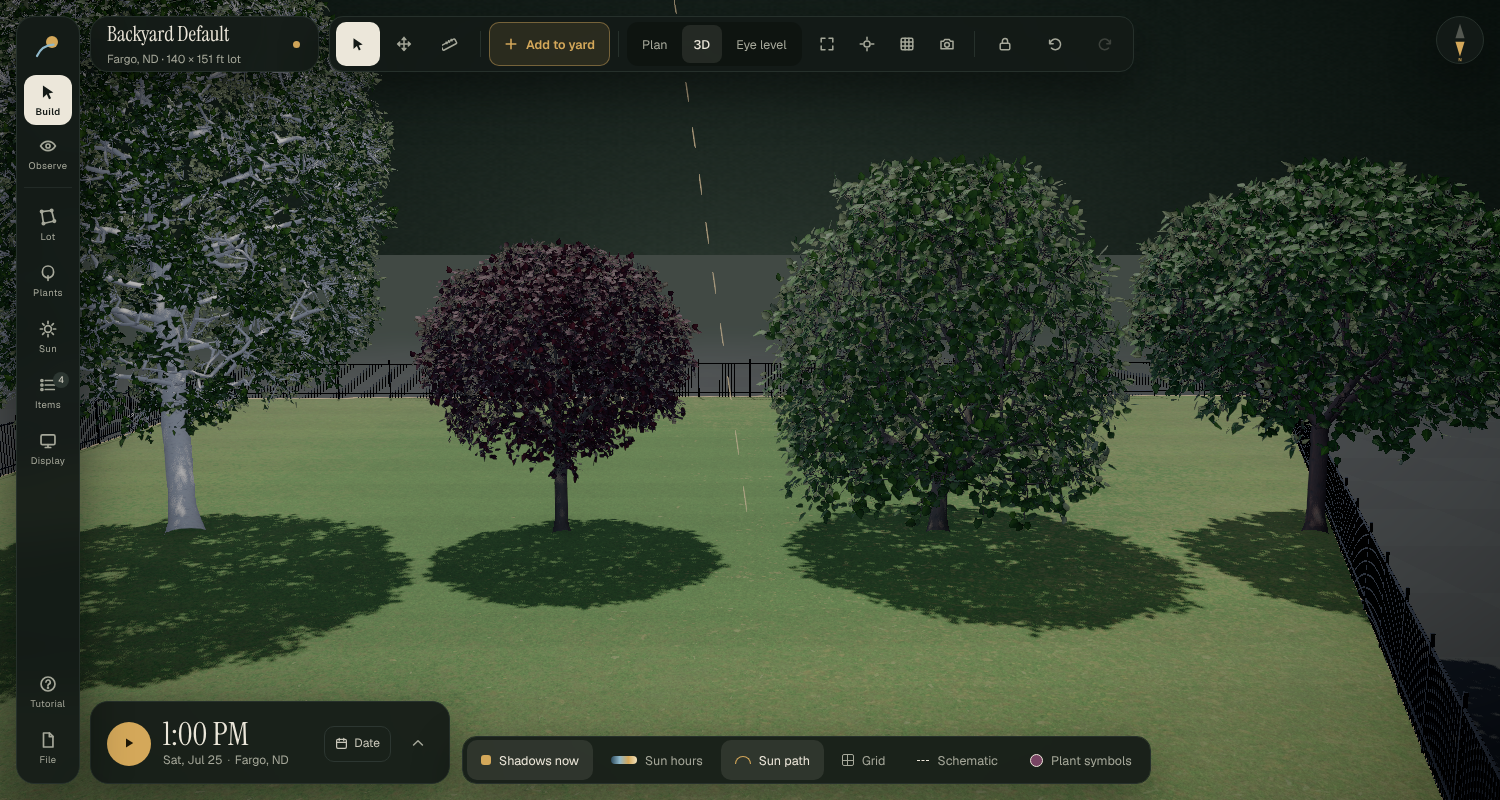 Backyard Default
Fargo, ND · 140 × 151 ft lot
Add to yard
Plan
3D
Eye level
N
Build
Observe
Lot
Plants
Sun
4
Items
Display
Tutorial
File
1:00 PM
Sat, Jul 25 · Fargo, ND
Date
Shadows now
Sun hours
Sun path
Grid
Schematic
Plant symbols